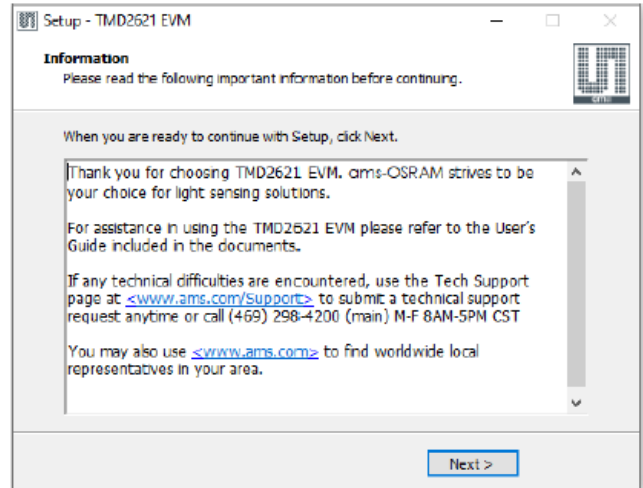 Setup - TMD2621 EVM
Information
Please read the following important information before continuing.
ams
When you are ready to continue with Setup, click Next.
Thank you for choosing TMD2621 EVM. ams-OSRAM strives to be
your choice for light sensing solutions.
For assistance in using the TMD2621 EVM please refer to the User's
Guide included in the documents.
If any technical difficulties are encountered, use the Tech Support
page at <www.ams.com/Support> to submit a technical support
request anytime or call (469) 298-4200 (main) M-F 8AM-5PM CST
You may also use <www.ams.com> to find worldwide local
representatives in your area.
Next >